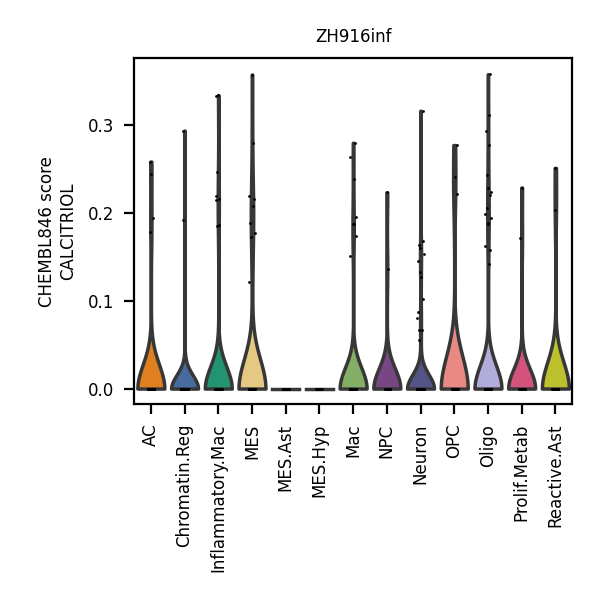 ZH916inf
CHEMBL846 score
CALCITRIOL
0.3
0.2
0.1
0.0
AC
Chromatin.Reg
Inflammatory.Mac
MES
MES.Ast
MES.Hyp
Mac
NPC
Neuron
OPC
Oligo
Prolif.Metab
Reactive.Ast